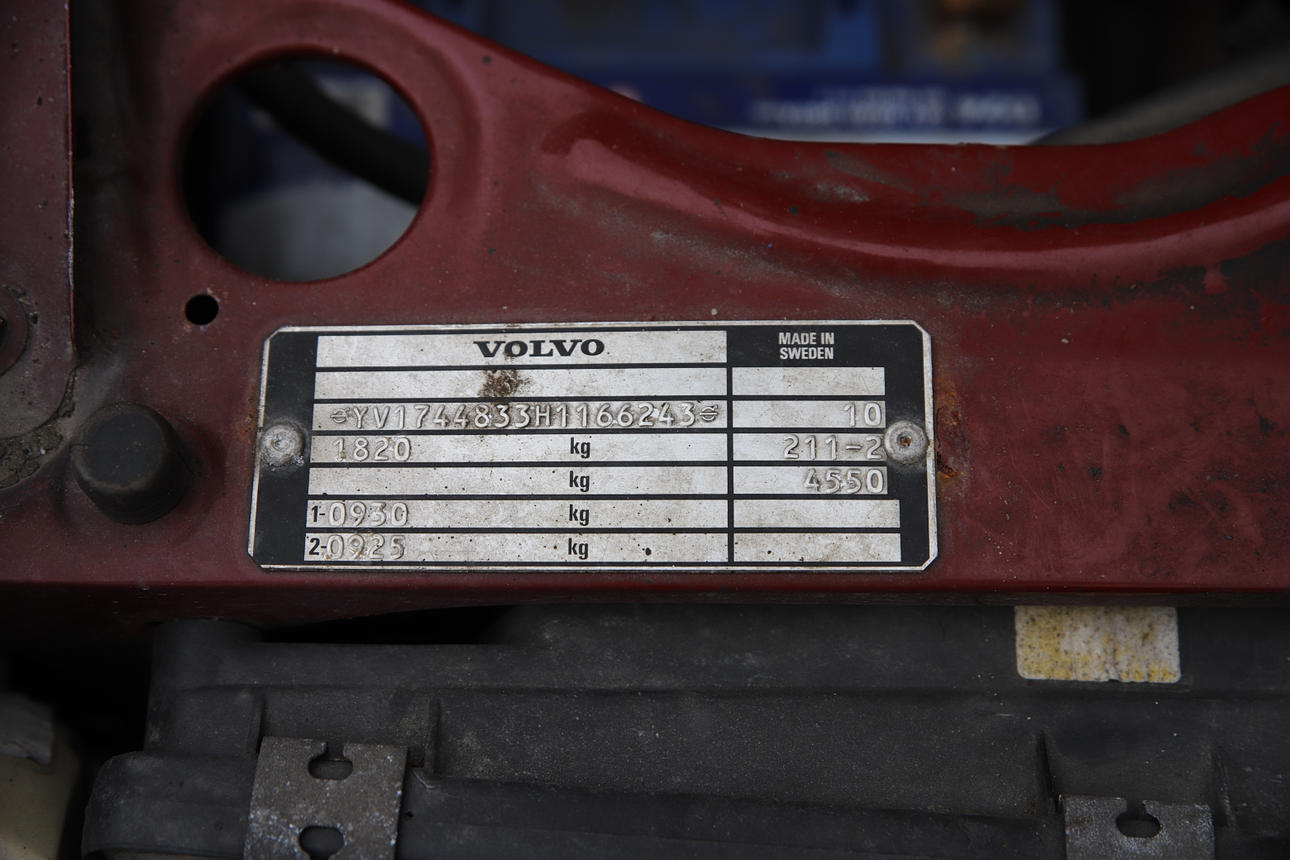 VOLVO
MADE IN
SWEDEN
YV1744833H1166243 10
1820 kg 211-2
kg 4550
1-0930 kg
2-0925 kg